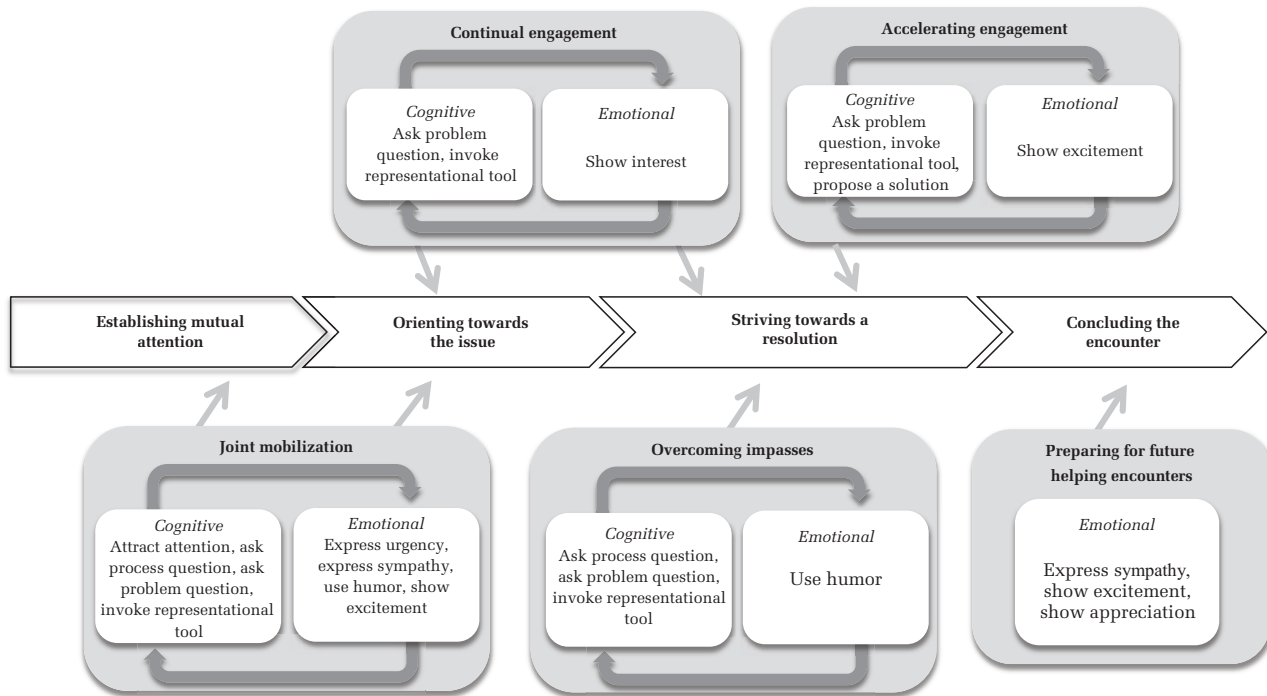 Continual engagement
Cognitive
Ask problem
question, invoke
representational tool
Emotional
Show interest
Accelerating engagement
Cognitive
Ask problem
question, invoke
representational tool,
propose a solution
Emotional
Show excitement
Establishing mutual
attention
Orienting towards
the issue
Striving towards a
resolution
Concluding the
encounter
Joint mobilization
Cognitive
Attract attention, ask
process question, ask
problem question,
invoke representational
tool
Emotional
Express urgency,
express sympathy,
use humor, show
excitement
Overcoming impasses
Cognitive
Ask process question,
ask problem question,
invoke representational
tool
Emotional
Use humor
Preparing for future
helping encounters
Emotional
Express sympathy,
show excitement,
show appreciation